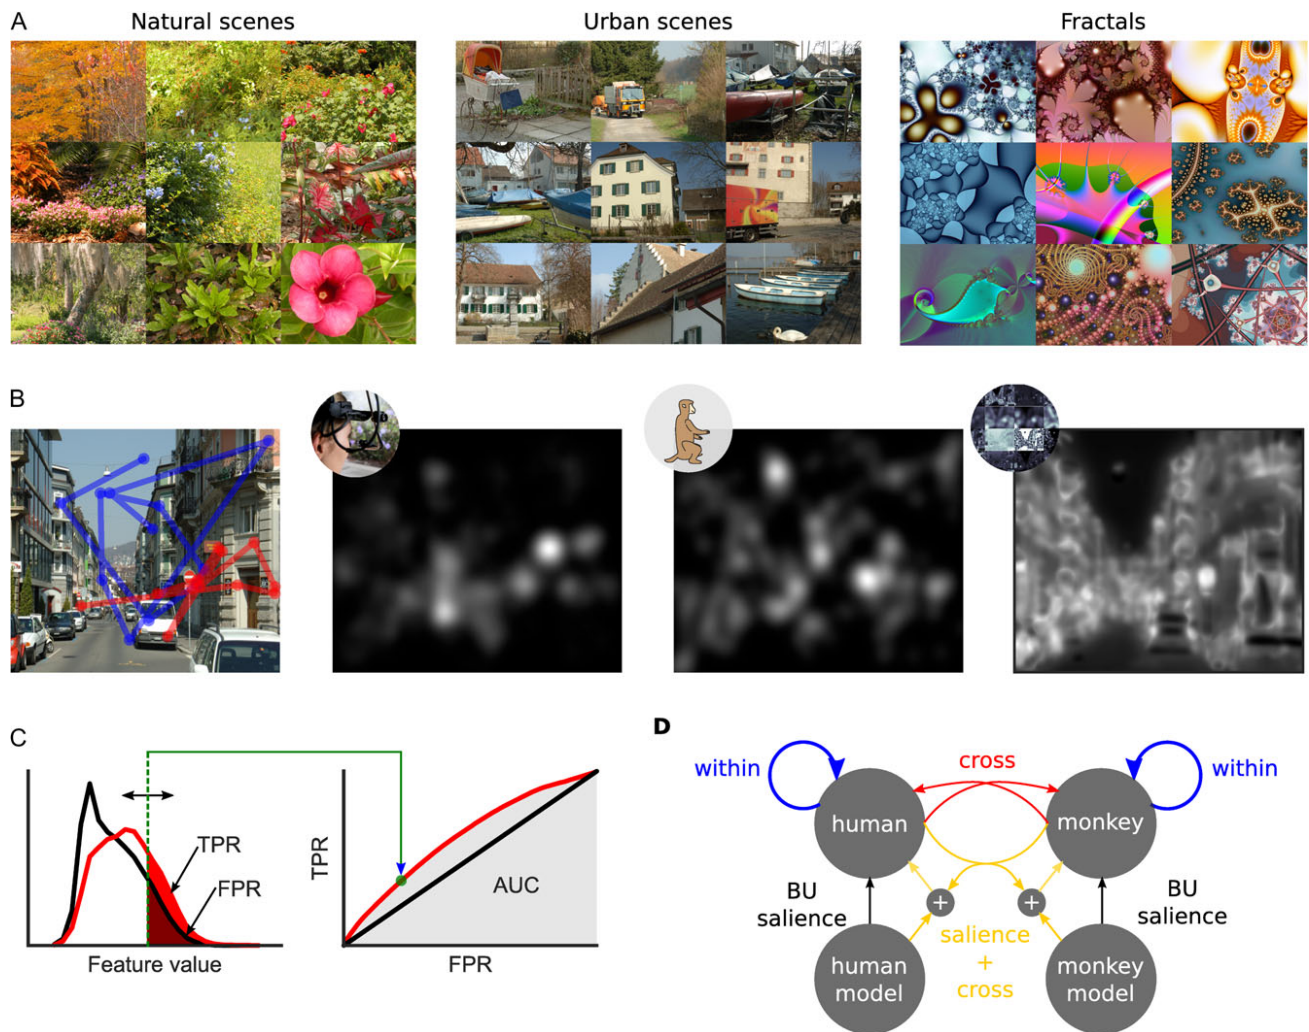 A
Natural scenes
Urban scenes
Fractals
B
C
TPR
FPR
Feature value
TPR
AUC
FPR
D
within
cross
within
human
monkey
BU
salience
BU
salience
+
+
salience
+
cross
human
model
monkey
model